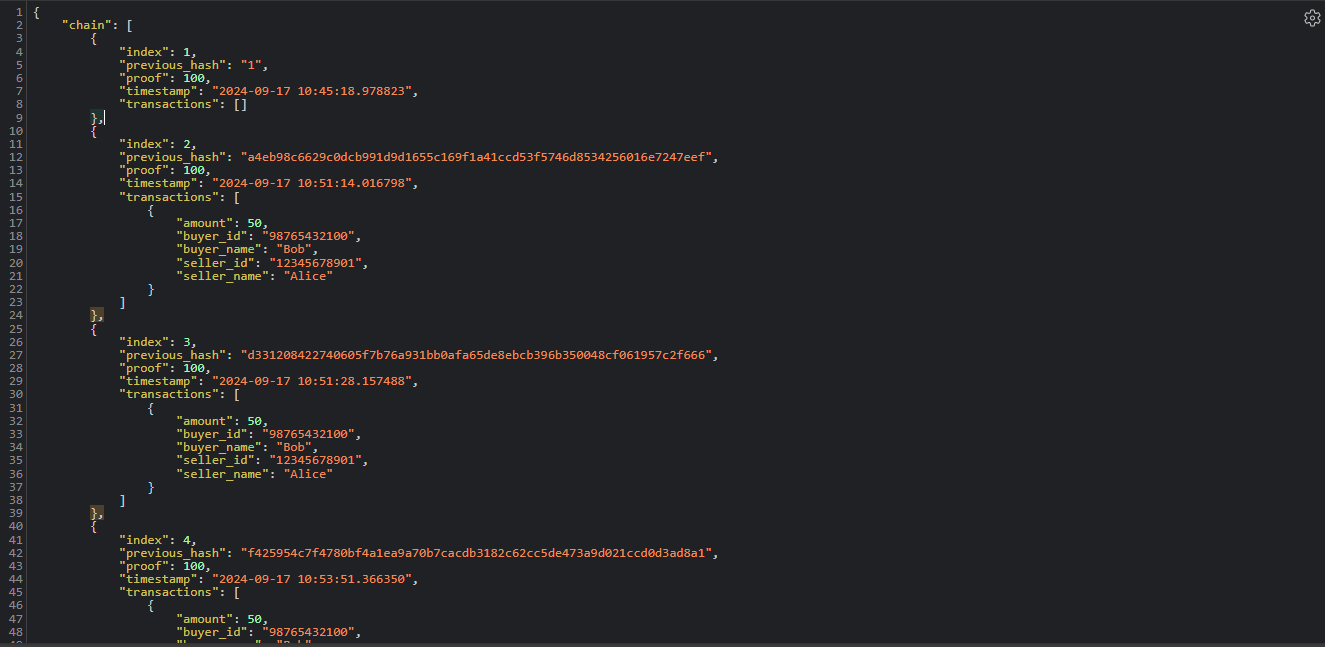 1 {
2 "chain": [
3 {
4 "index": 1,
5 "previous_hash": "1",
6 "proof": 100,
7 "timestamp": "2024-09-17 10:45:18.978823",
8 "transactions": []
9 },
10 {
11 "index": 2,
12 "previous_hash": "a4eb98c6629c0dcb991d9d1655c169f1a41ccd53f5746d8534256016e7247eef",
13 "proof": 100,
14 "timestamp": "2024-09-17 10:51:14.016798",
15 "transactions": [
16 {
17 "amount": 50,
18 "buyer_id": "98765432100",
19 "buyer_name": "Bob",
20 "seller_id": "12345678901",
21 "seller_name": "Alice"
22 }
23 ]
24 },
25 {
26 "index": 3,
27 "previous_hash": "d331208422740605f7b76a931bb0afa65de8ebcb396b350048cf061957c2f666",
28 "proof": 100,
29 "timestamp": "2024-09-17 10:51:28.157488",
30 "transactions": [
31 {
32 "amount": 50,
33 "buyer_id": "98765432100",
34 "buyer_name": "Bob",
35 "seller_id": "12345678901",
36 "seller_name": "Alice"
37 }
38 ]
39 },
40 {
41 "index": 4,
42 "previous_hash": "f425954c7f4780bf4a1ea9a70b7cacdb3182c62cc5de473a9d021ccd0d3ad8a1",
43 "proof": 100,
44 "timestamp": "2024-09-17 10:53:51.366350",
45 "transactions": [
46 {
47 "amount": 50,
48 "buyer_id": "98765432100",